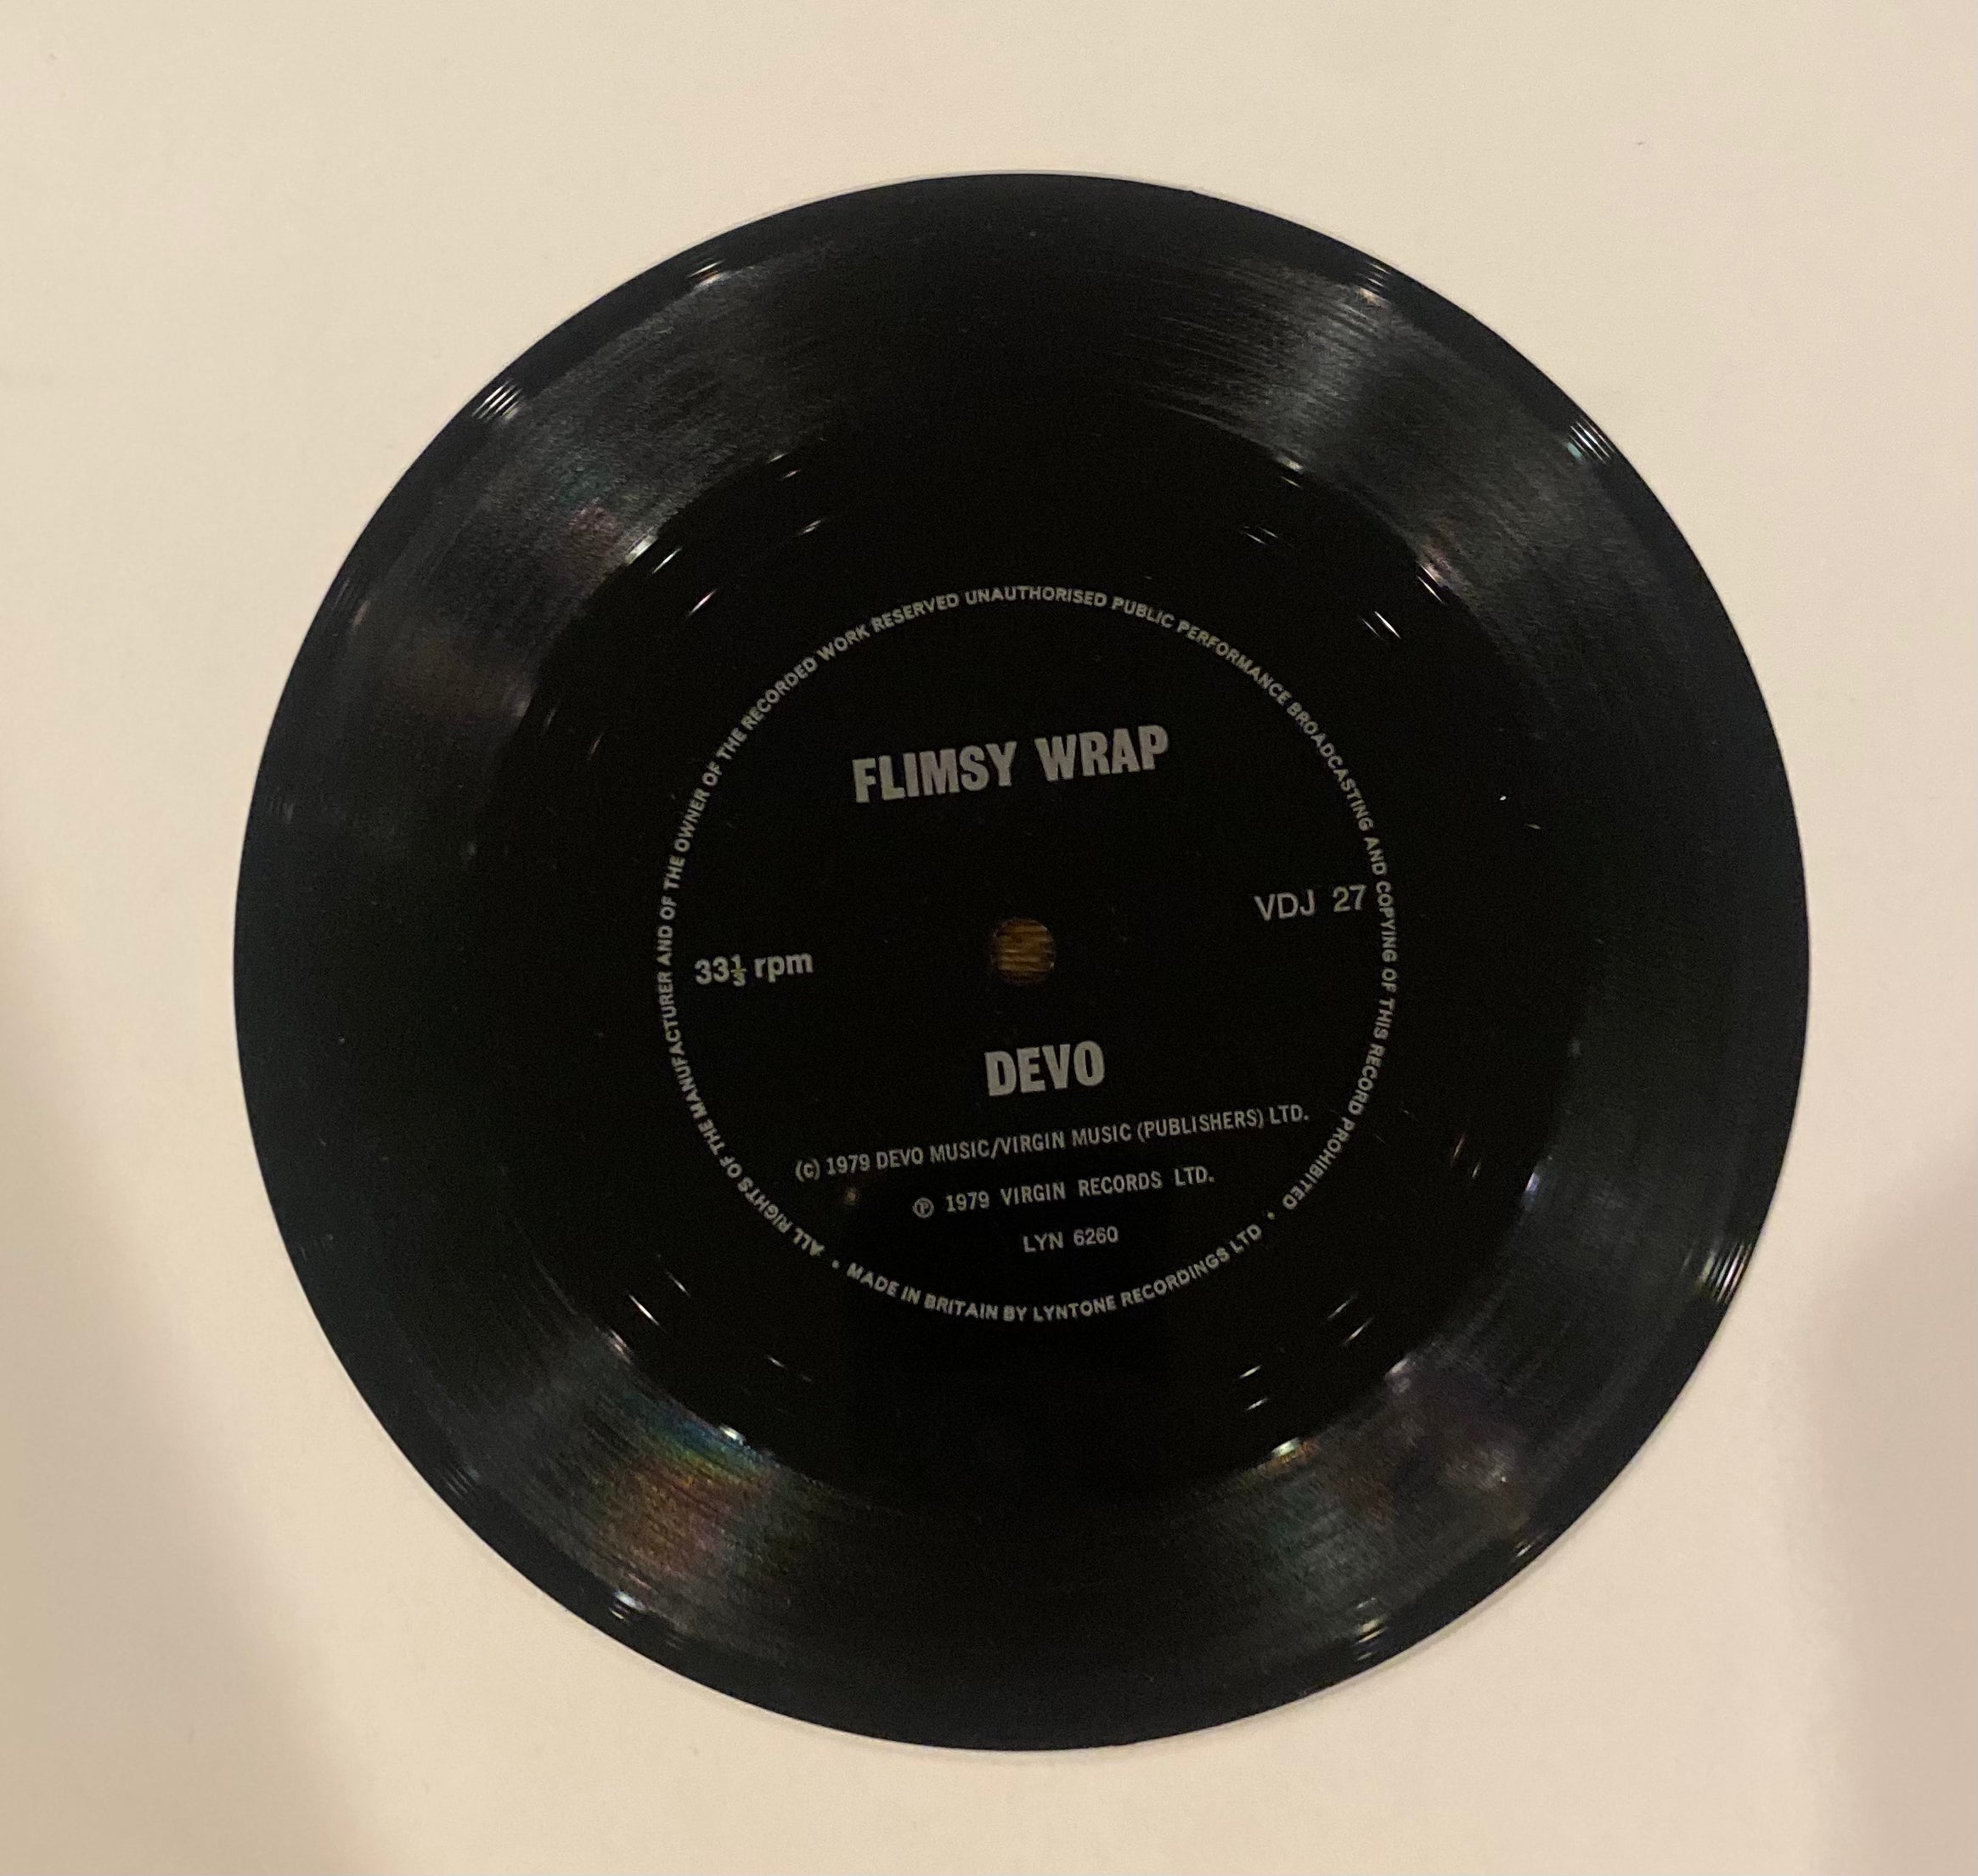 FLIMSY WRAP
VDJ 27
33⅓ rpm
DEVO
(c) 1979 DEVO MUSIC/VIRGIN MUSIC (PUBLISHERS) LTD.
Ⓟ 1979 VIRGIN RECORDS LTD.
LYN 6260
ALL RIGHTS OF THE MANUFACTURER AND OF THE OWNER OF THE RECORDED WORK RESERVED UNAUTHORISED PUBLIC PERFORMANCE BROADCASTING AND COPYING OF THIS RECORD PROHIBITED •
MADE IN BRITAIN BY LYNTONE RECORDINGS LTD •